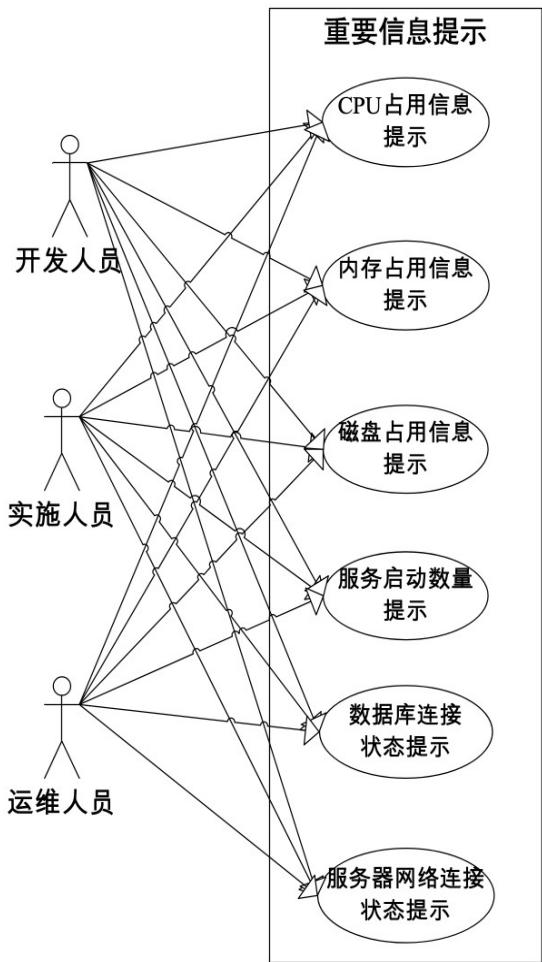 重要信息提示
CPU占用信息
提示
开发人员
内存占用信息
提示
实施人员
磁盘占用信息
提示
服务启动数量
提示
运维人员
数据库连接
状态提示
服务器网络连接
状态提示